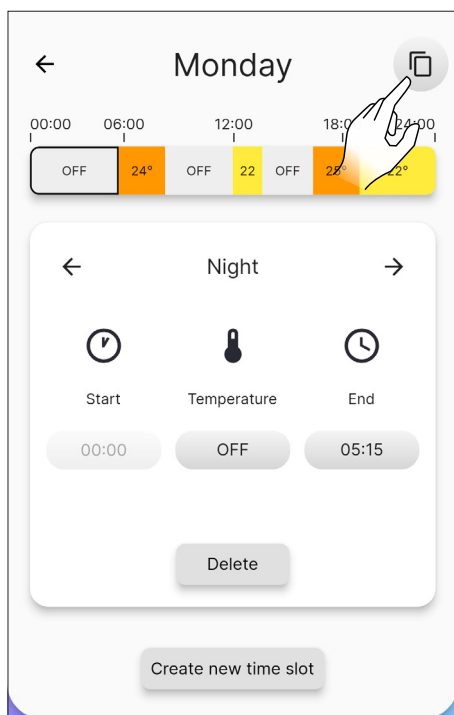 Monday
00:00 06:00 12:00 18:0 24:00
OFF 24° OFF 22 OFF 25° 22°
Night
Start Temperature End
00:00 OFF 05:15
Delete
Create new time slot